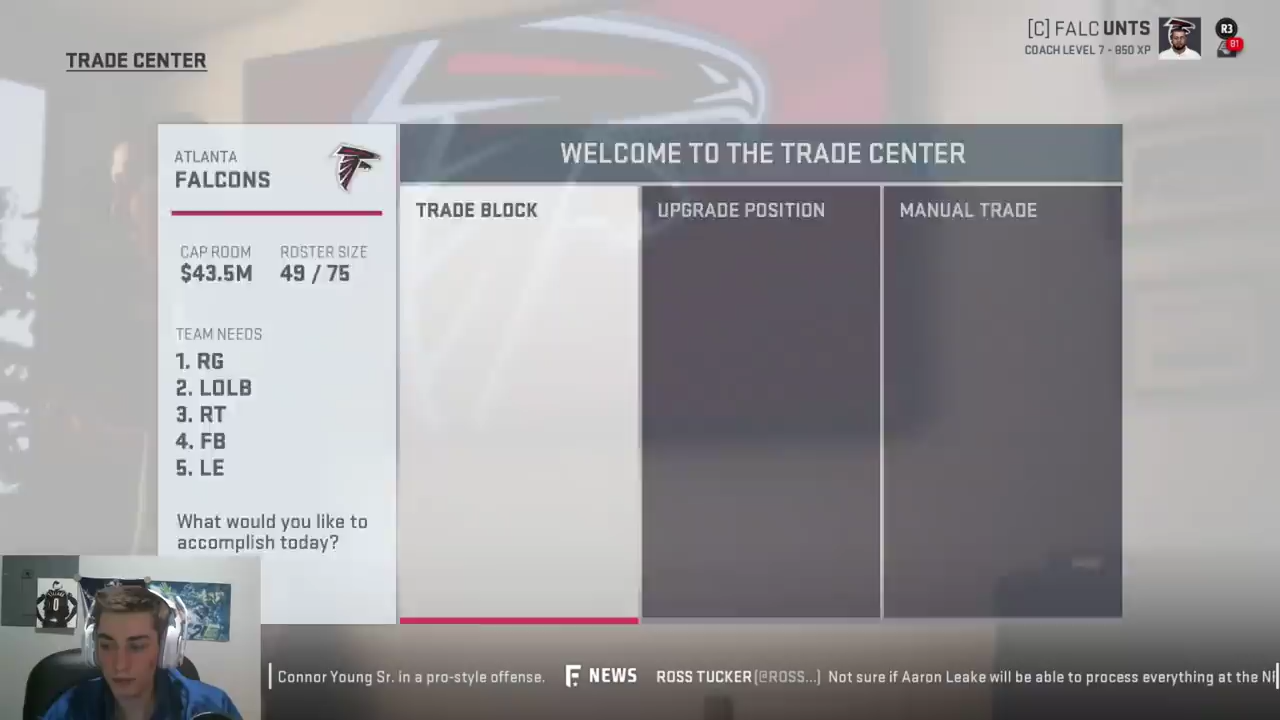 TRADE CENTER
[C] FALC UNTS
COACH LEVEL 7 - 850 XP
R3
81
ATLANTA
FALCONS
CAP ROOM
$43.5M
ROSTER SIZE
49 / 75
TEAM NEEDS
1. RG
2. LOLB
3. RT
4. FB
5. LE
What would you like to
accomplish today?
WELCOME TO THE TRADE CENTER
TRADE BLOCK
UPGRADE POSITION
MANUAL TRADE
0
Connor Young Sr. in a pro-style offense.
NEWS
ROSS TUCKER [@ROSS...] Not sure if Aaron Leake will be able to process everything at the